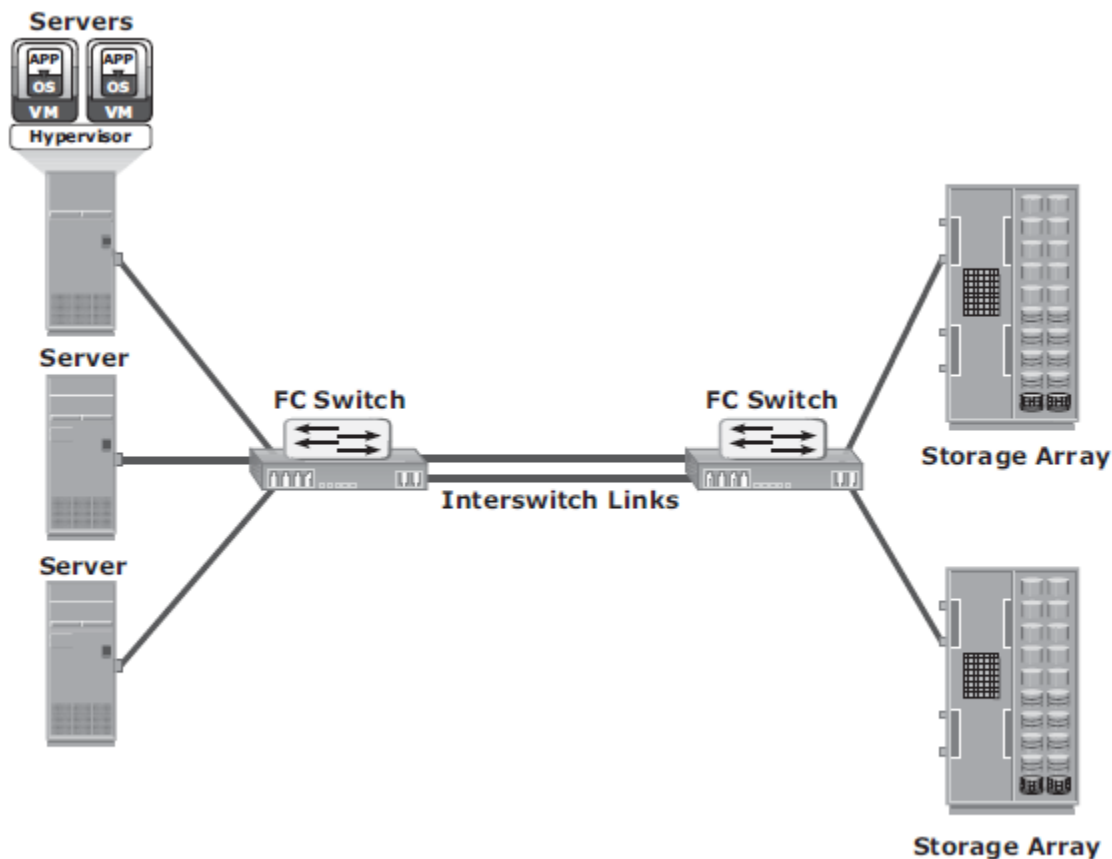 Servers
APP APP
OS OS
VM VM
Hypervisor
Server
FC Switch
FC Switch
Storage Array
Interswitch Links
Server
Storage Array